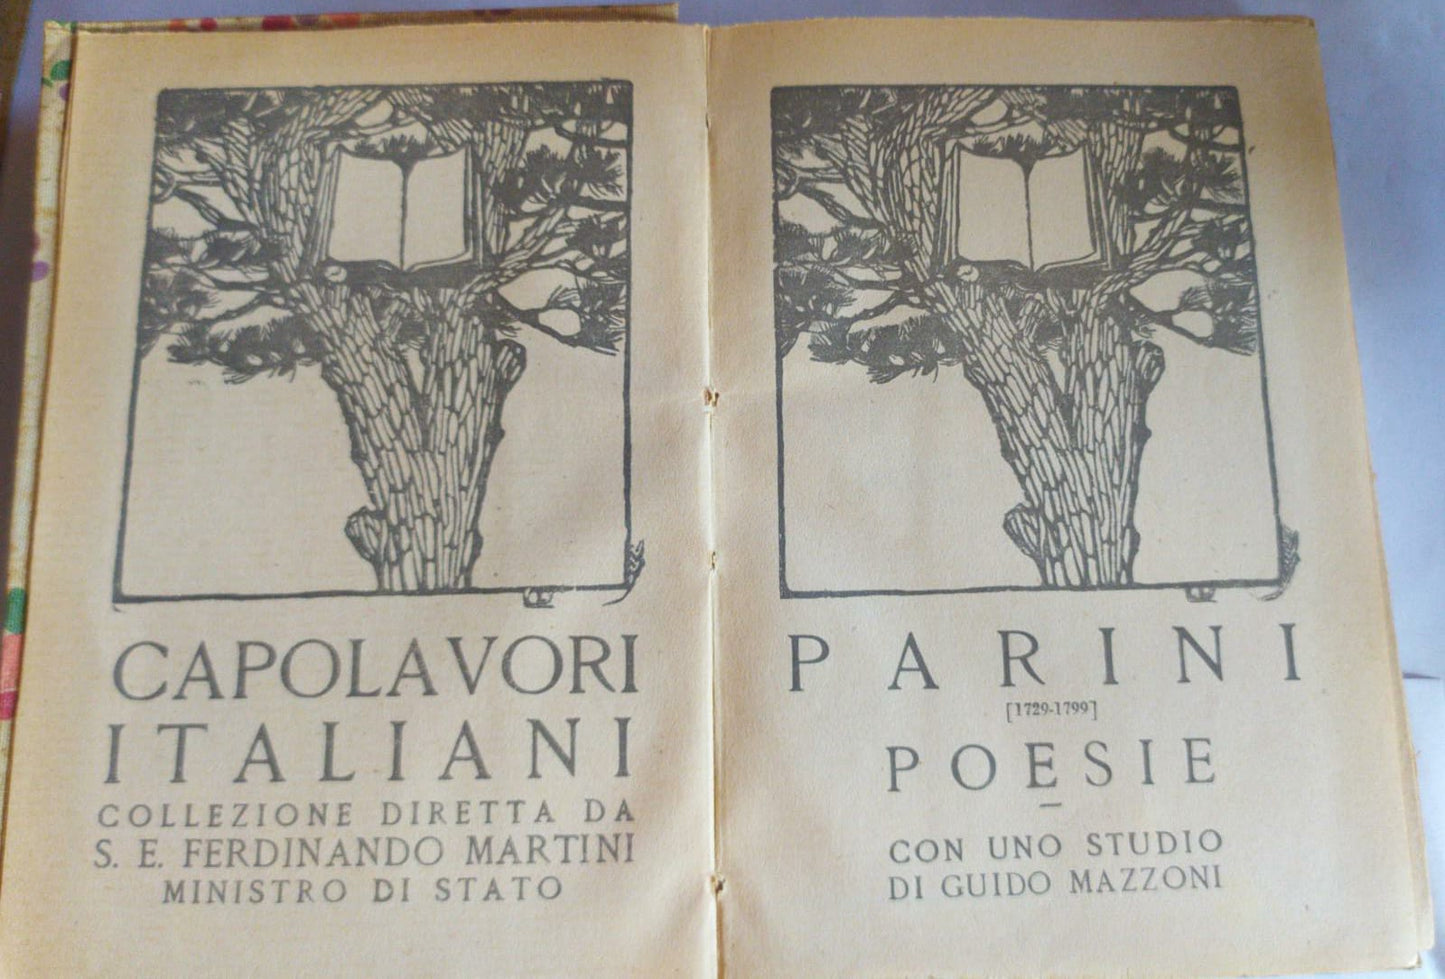 CAPOLAVORI
ITALIANI
COLLEZIONE DIRETTA DA
S. E. FERDINANDO MARTINI
MINISTRO DI STATO
PARINI
[1729-1799]
POESIE
CON UNO STUDIO
DI GUIDO MAZZONI